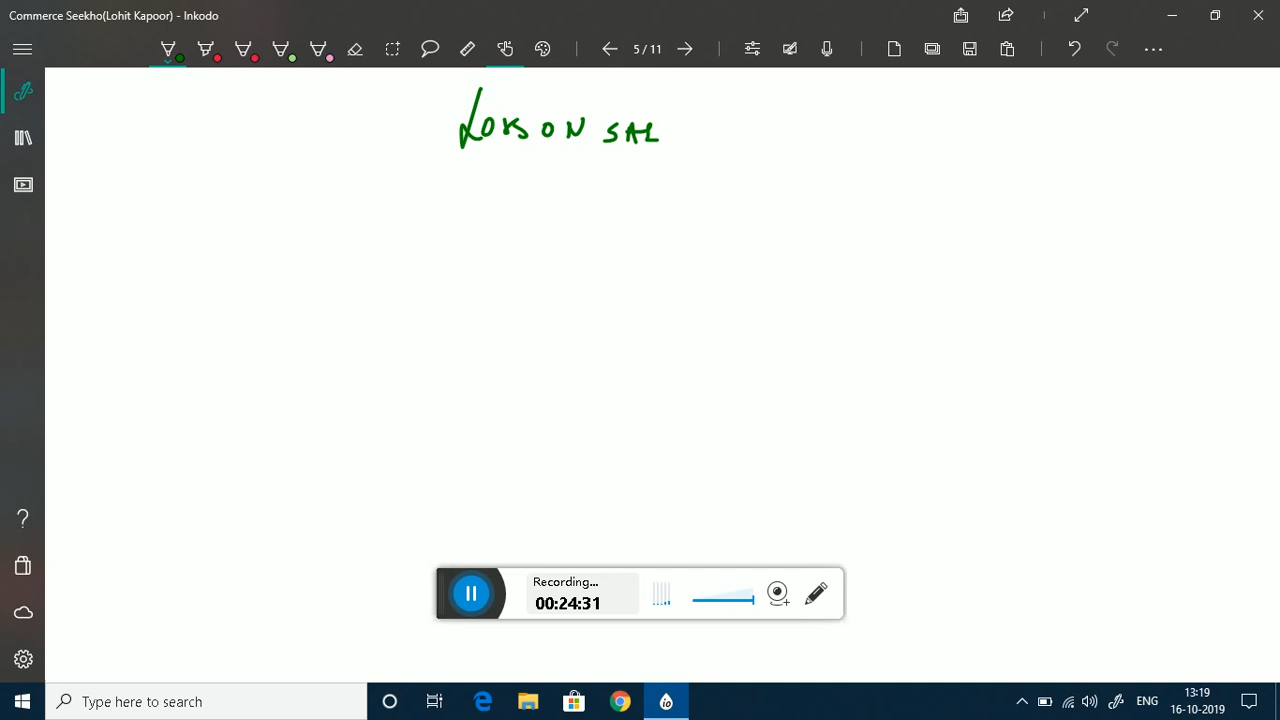 Commerce Seekho(Lohit Kapoor) - Inkodo
5 / 11
LOSS ON SAL
Recording...
00:24:31
Type here to search
ENG
13:19
16-10-2019